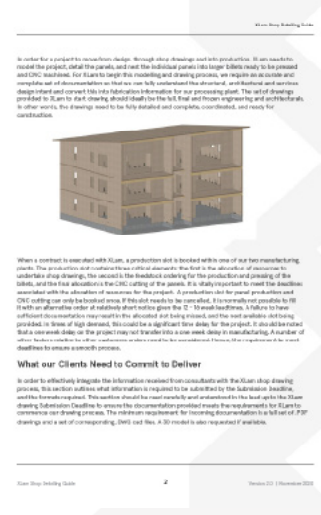 XLam Shop Detailing Guide
In order for a project to move from design, through shop drawings and into production, XLam needs to
model the project, detail the panels, and nest the individual panels into larger billets ready to be pressed
and CNC machined. For XLam to begin this modelling and drawing process, we require an accurate and
complete set of documentation so that we can fully understand the structural, architectural and services
design intent and convert this into fabrication information for our processing plant. The set of drawings
provided to XLam to start drawing should ideally be the full, final and frozen engineering and architecturals.
In other words, the drawings need to be fully detailed and complete, coordinated, and ready for
construction.
When a contract is executed with XLam, a production slot is booked within one of our two manufacturing
plants. The production slot contains three critical elements: the first is the allocation of resources to
undertake shop drawings, the second is the feedstock ordering for the production and pressing of the
billets, and the final allocation is the CNC cutting of the panels. It is vitally important to meet the deadlines
associated with the allocation of resources for the project. A production slot for panel production and
CNC cutting can only be booked once. If this slot needs to be cancelled, it is normally not possible to fill
it with an alternative order at relatively short notice given the 12 - 16 week leadtimes. A failure to have
sufficient documentation may result in the allocated slot being missed, and the next available slot being
provided. In times of high demand, this could be a significant time delay for the project. It should be noted
that a one week delay on the project may not transfer into a one week delay in manufacturing. A number of
deadlines to ensure a smooth process.
What our Clients Need to Commit to Deliver
In order to effectively integrate the information received from consultants with the XLam shop drawing
process, this section outlines what information is required to be submitted by the Submission Deadline,
and the formats required. This section should be read carefully and understood in the lead up to the XLam
drawing Submission Deadline to ensure the documentation provided meets the requirements for XLam to
commence our drawing process. The minimum requirement for incoming documentation is a full set of .PDF
drawings and a set of corresponding .DWG cad files. A 3D model is also requested if available.
XLam Shop Detailing Guide
2
Version 2.0 | November 2020